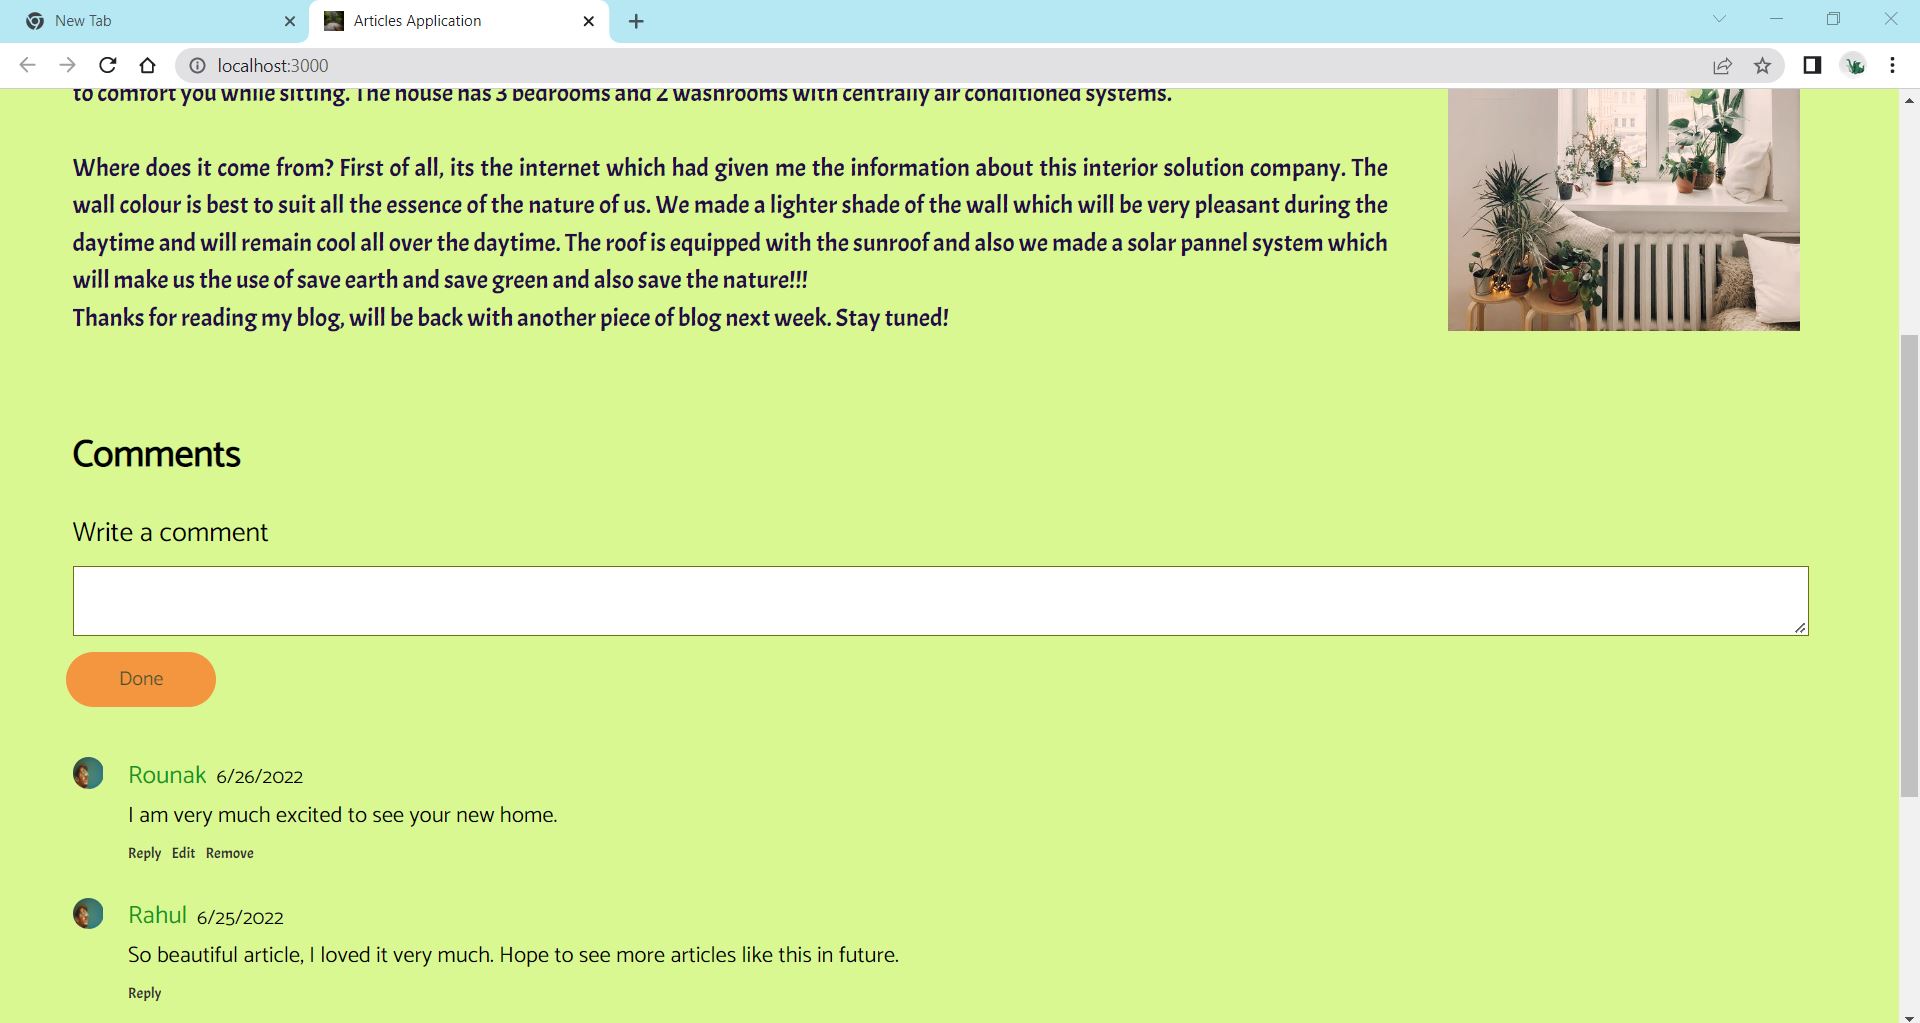 New Tab
Articles Application
localhost:3000
to comfort you while sitting. The house has 3 bedrooms and 2 washrooms with centrally air conditioned systems.
Where does it come from? First of all, its the internet which had given me the information about this interior solution company. The
wall colour is best to suit all the essence of the nature of us. We made a lighter shade of the wall which will be very pleasant during the
daytime and will remain cool all over the daytime. The roof is equipped with the sunroof and also we made a solar pannel system which
will make us the use of save earth and save green and also save the nature!!!
Thanks for reading my blog, will be back with another piece of blog next week. Stay tuned!
Comments
Write a comment
Done
Rounak 6/26/2022
I am very much excited to see your new home.
Reply Edit Remove
Rahul 6/25/2022
So beautiful article, I loved it very much. Hope to see more articles like this in future.
Reply